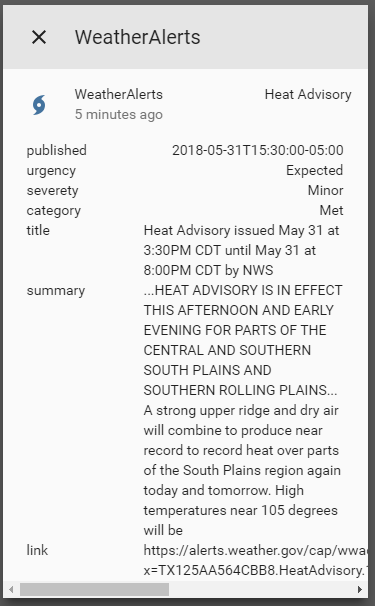 WeatherAlerts
WeatherAlerts Heat Advisory
5 minutes ago
published 2018-05-31T15:30:00-05:00
urgency Expected
severety Minor
category Met
title Heat Advisory issued May 31 at
3:30PM CDT until May 31 at
8:00PM CDT by NWS
summary ...HEAT ADVISORY IS IN EFFECT
THIS AFTERNOON AND EARLY
EVENING FOR PARTS OF THE
CENTRAL AND SOUTHERN
SOUTH PLAINS AND
SOUTHERN ROLLING PLAINS...
A strong upper ridge and dry air
will combine to produce near
record to record heat over parts
of the South Plains region again
today and tomorrow. High
temperatures near 105 degrees
will be
link https://alerts.weather.gov/cap/wwac
x=TX125AA564CBB8.HeatAdvisory.